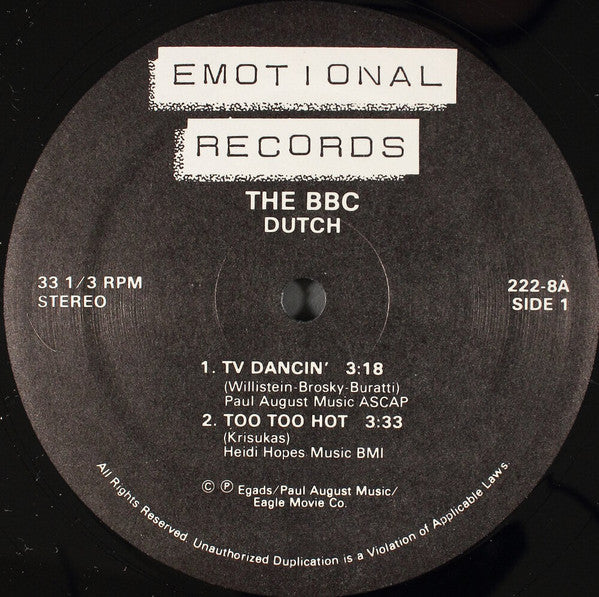 EMOTIONAL
RECORDS
THE BBC
DUTCH
33 1/3 RPM
STEREO
222-8A
SIDE 1
1. TV DANCIN' 3:18
(Willistein-Brosky-Buratti)
Paul August Music ASCAP
2. TOO TOO HOT 3:33
(Krisukas)
Heidi Hopes Music BMI
© ℗ Egads/Paul August Music/
Eagle Movie Co.
All Rights Reserved. Unauthorized Duplication is a Violation of Applicable Laws.